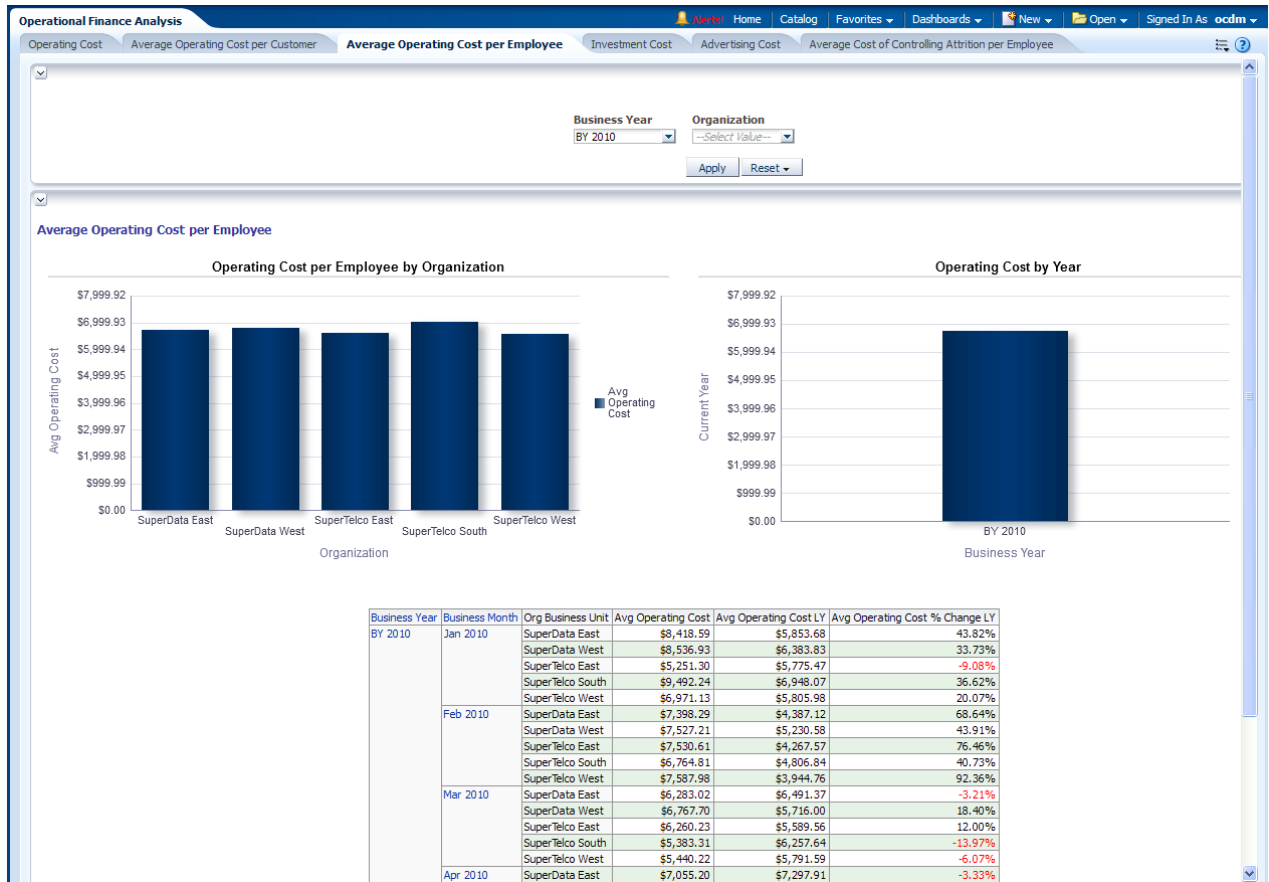 Operational Finance Analysis
Alerts! Home Catalog Favorites Dashboards New Open Signed In As ocdm
Operating Cost Average Operating Cost per Customer Average Operating Cost per Employee Investment Cost Advertising Cost Average Cost of Controlling Attrition per Employee
Business Year Organization
BY 2010 --Select Value--
Apply Reset
Average Operating Cost per Employee
Operating Cost per Employee by Organization
$7,999.92
$6,999.93
$5,999.94
$4,999.95
$3,999.96
$2,999.97
$1,999.98
$999.99
$0.00
Avg Operating Cost
SuperData East
SuperData West
SuperTelco East
SuperTelco South
SuperTelco West
Organization
Avg
Operating
Cost
Operating Cost by Year
$7,999.92
$6,999.93
$5,999.94
$4,999.95
$3,999.96
$2,999.97
$1,999.98
$999.99
$0.00
Current Year
BY 2010
Business Year
Business Year Business Month Org Business Unit Avg Operating Cost Avg Operating Cost LY Avg Operating Cost % Change LY
BY 2010 Jan 2010 SuperData East $8,418.59 $5,853.68 43.82%
SuperData West $8,536.93 $6,383.83 33.73%
SuperTelco East $5,251.30 $5,775.47 -9.08%
SuperTelco South $9,492.24 $6,948.07 36.62%
SuperTelco West $6,971.13 $5,805.98 20.07%
Feb 2010 SuperData East $7,398.29 $4,387.12 68.64%
SuperData West $7,527.21 $5,230.58 43.91%
SuperTelco East $7,530.61 $4,267.57 76.46%
SuperTelco South $6,764.81 $4,806.84 40.73%
SuperTelco West $7,587.98 $3,944.76 92.36%
Mar 2010 SuperData East $6,283.02 $6,491.37 -3.21%
SuperData West $6,767.70 $5,716.00 18.40%
SuperTelco East $6,260.23 $5,589.56 12.00%
SuperTelco South $5,383.31 $6,257.64 -13.97%
SuperTelco West $5,440.22 $5,791.59 -6.07%
Apr 2010 SuperData East $7,055.20 $7,297.91 -3.33%